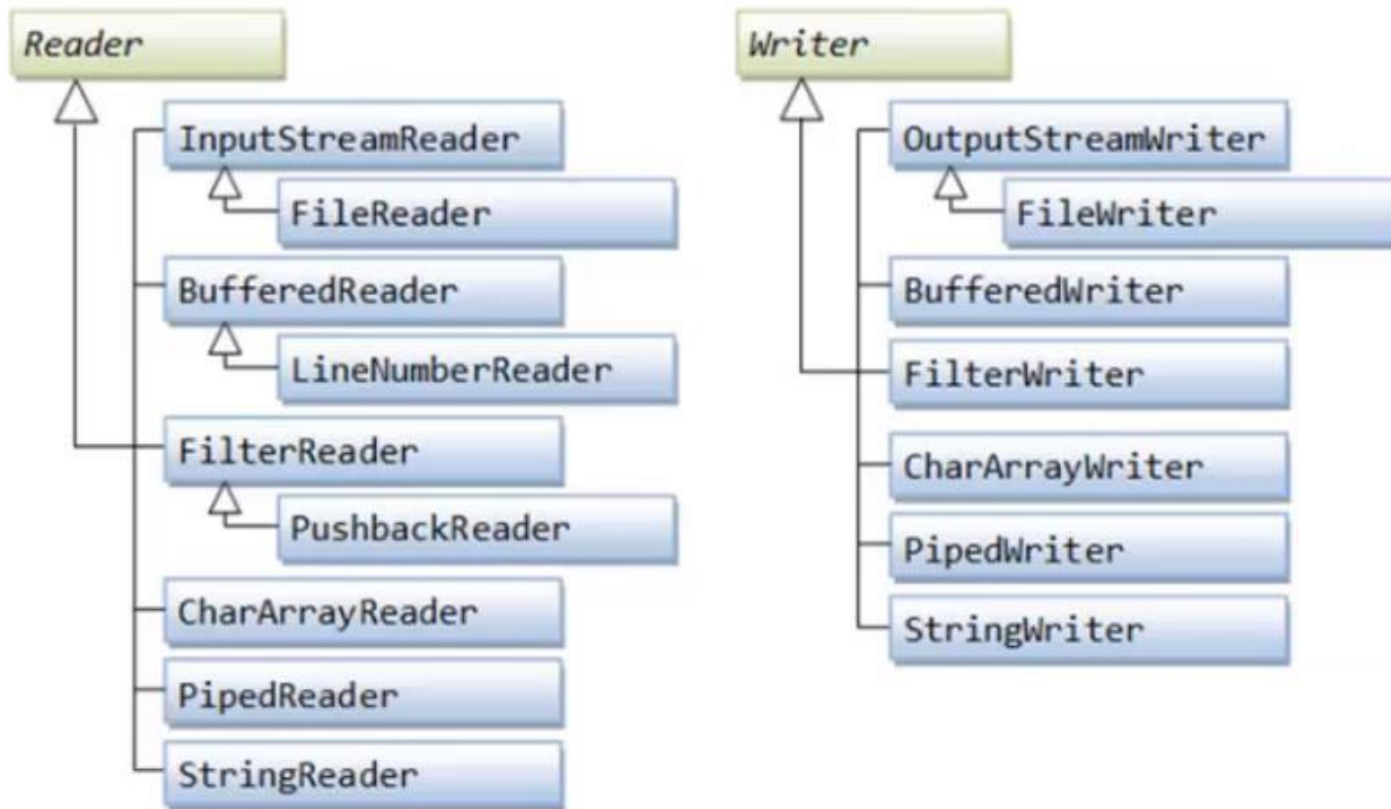 Reader
InputStreamReader
FileReader
BufferedReader
LineNumberReader
FilterReader
PushbackReader
CharArrayReader
PipedReader
StringReader
Writer
OutputStreamWriter
FileWriter
BufferedWriter
FilterWriter
CharArrayWriter
PipedWriter
StringWriter